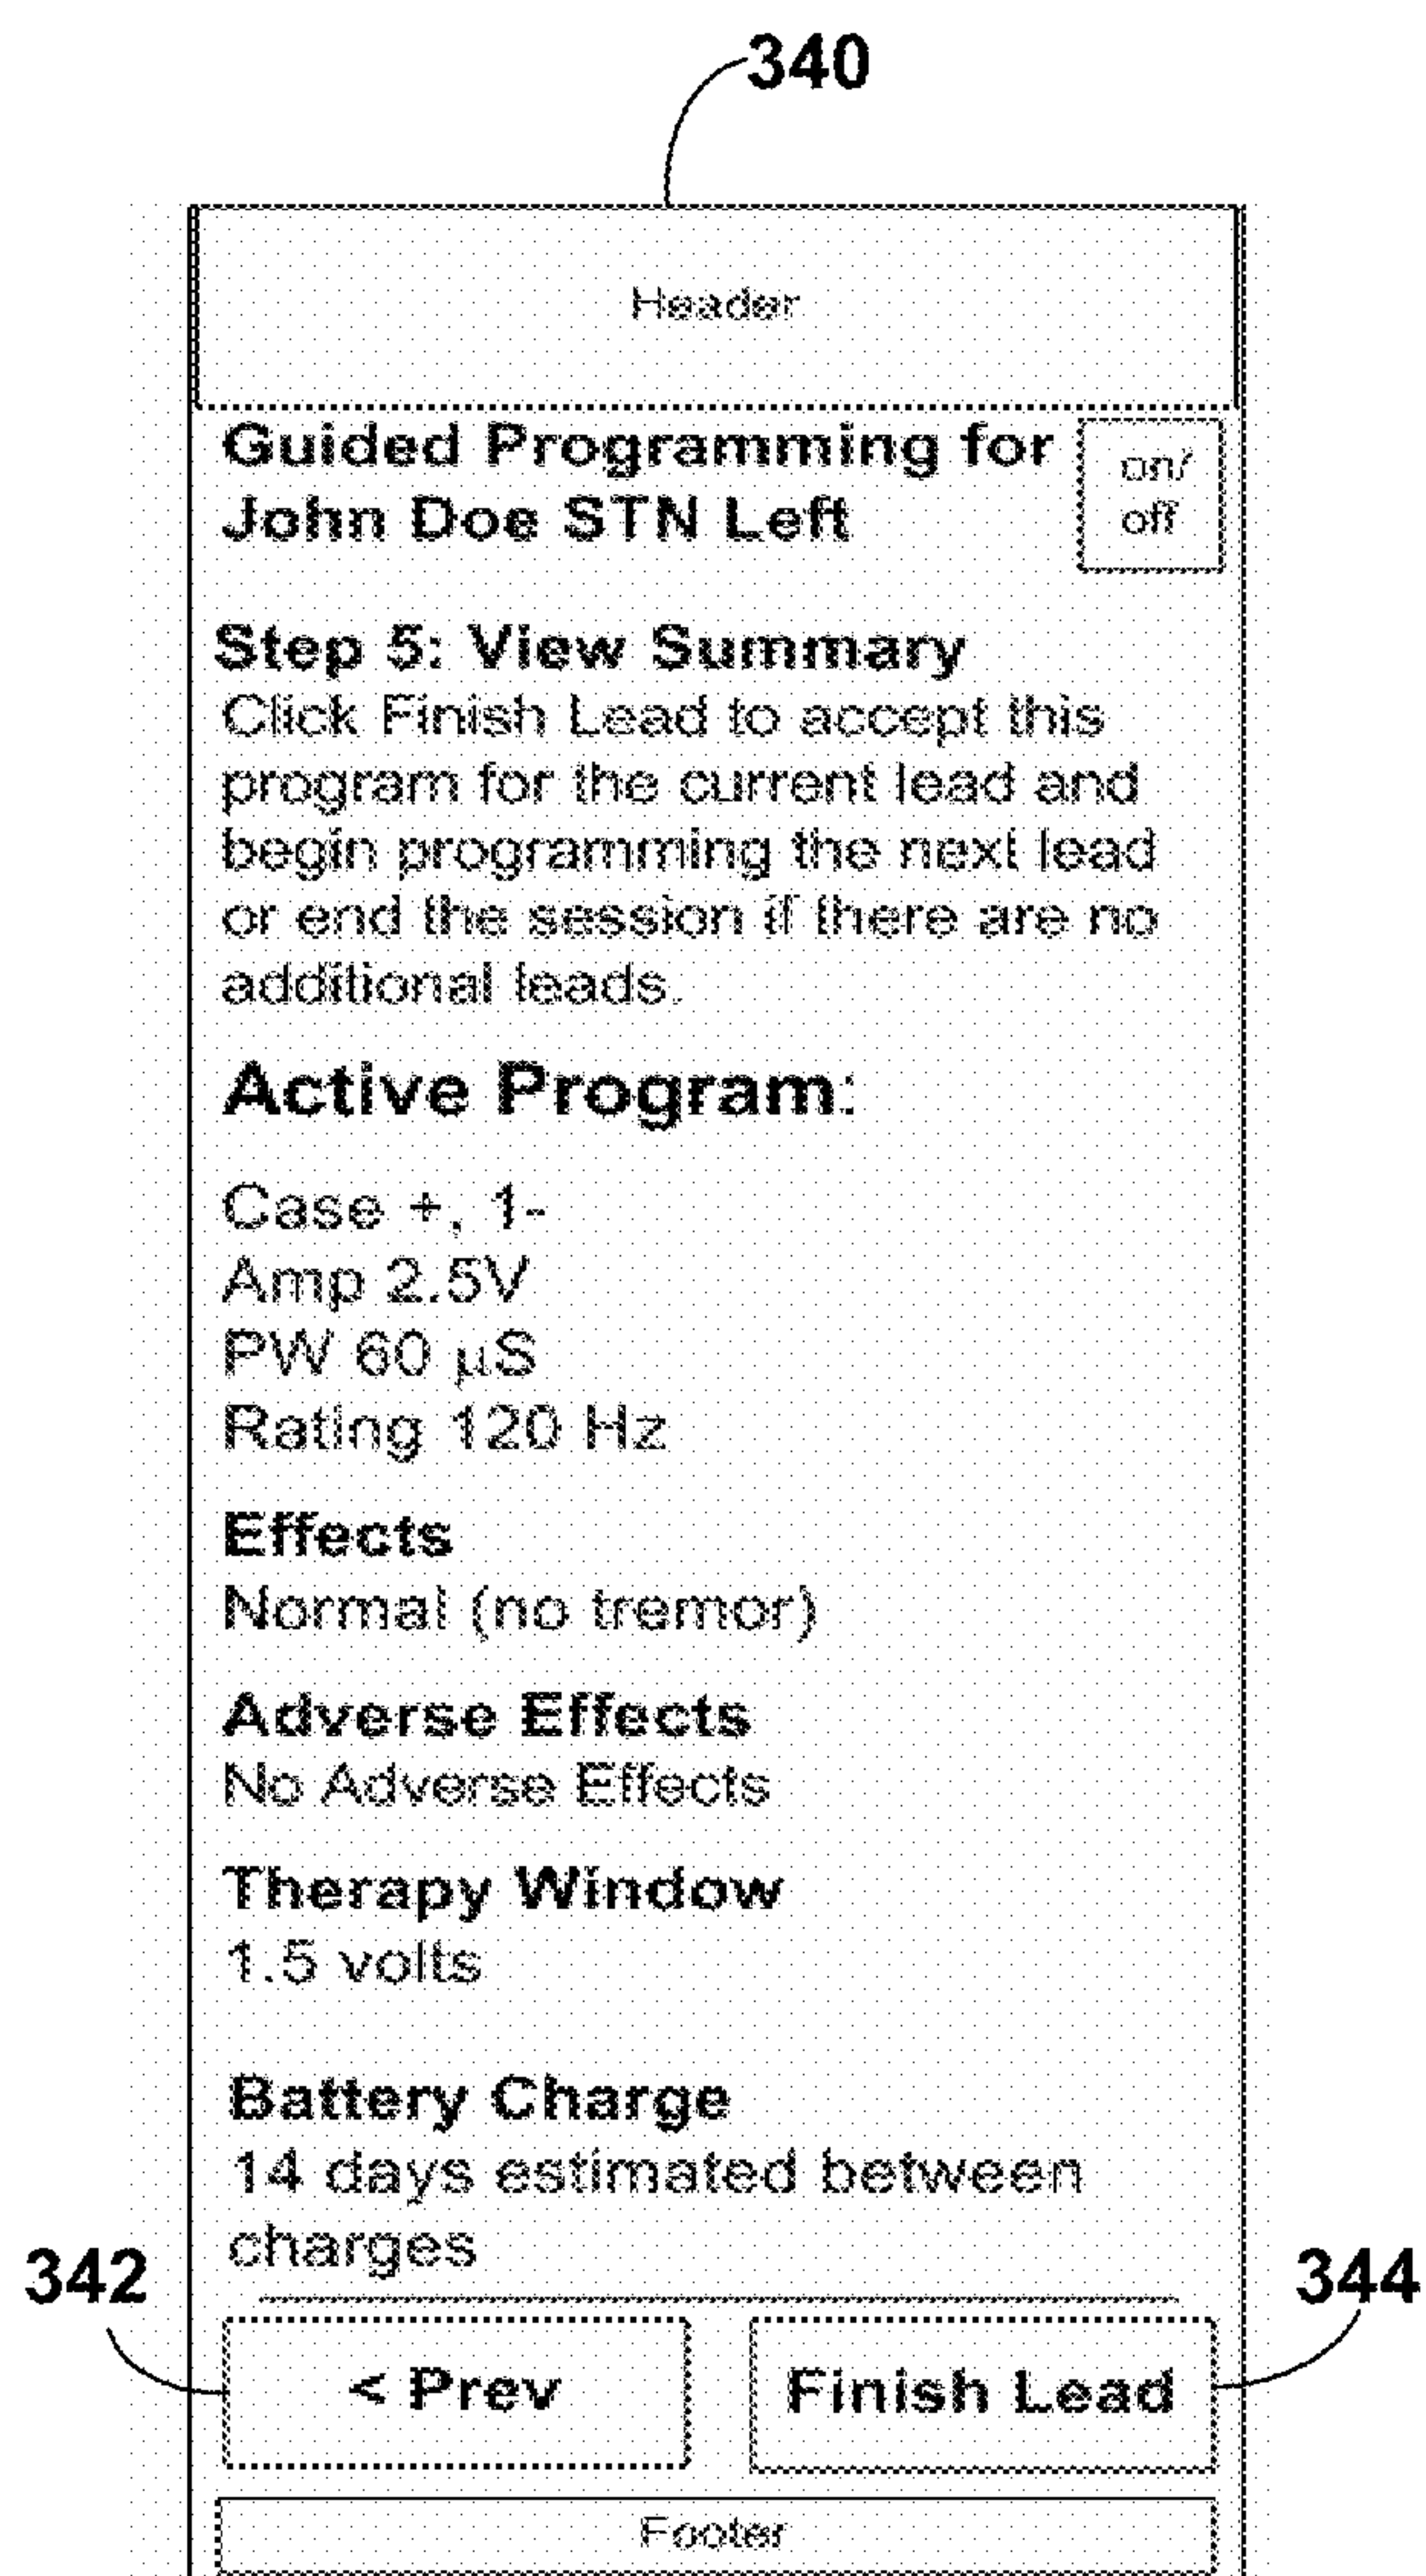 340
Header
Guided Programming for
John Doe STN Left
on/
off
Step 5: View Summary
Click Finish Lead to accept this
program for the current lead and
begin programming the next lead
or end the session if there are no
additional leads.
Active Program:
Case +, 1-
Amp 2.5V
PW 60 µS
Rating 120 Hz
Effects
Normal (no tremor)
Adverse Effects
No Adverse Effects
Therapy Window
1.5 volts
Battery Charge
14 days estimated between
charges
342
344
< Prev
Finish Lead
Footer